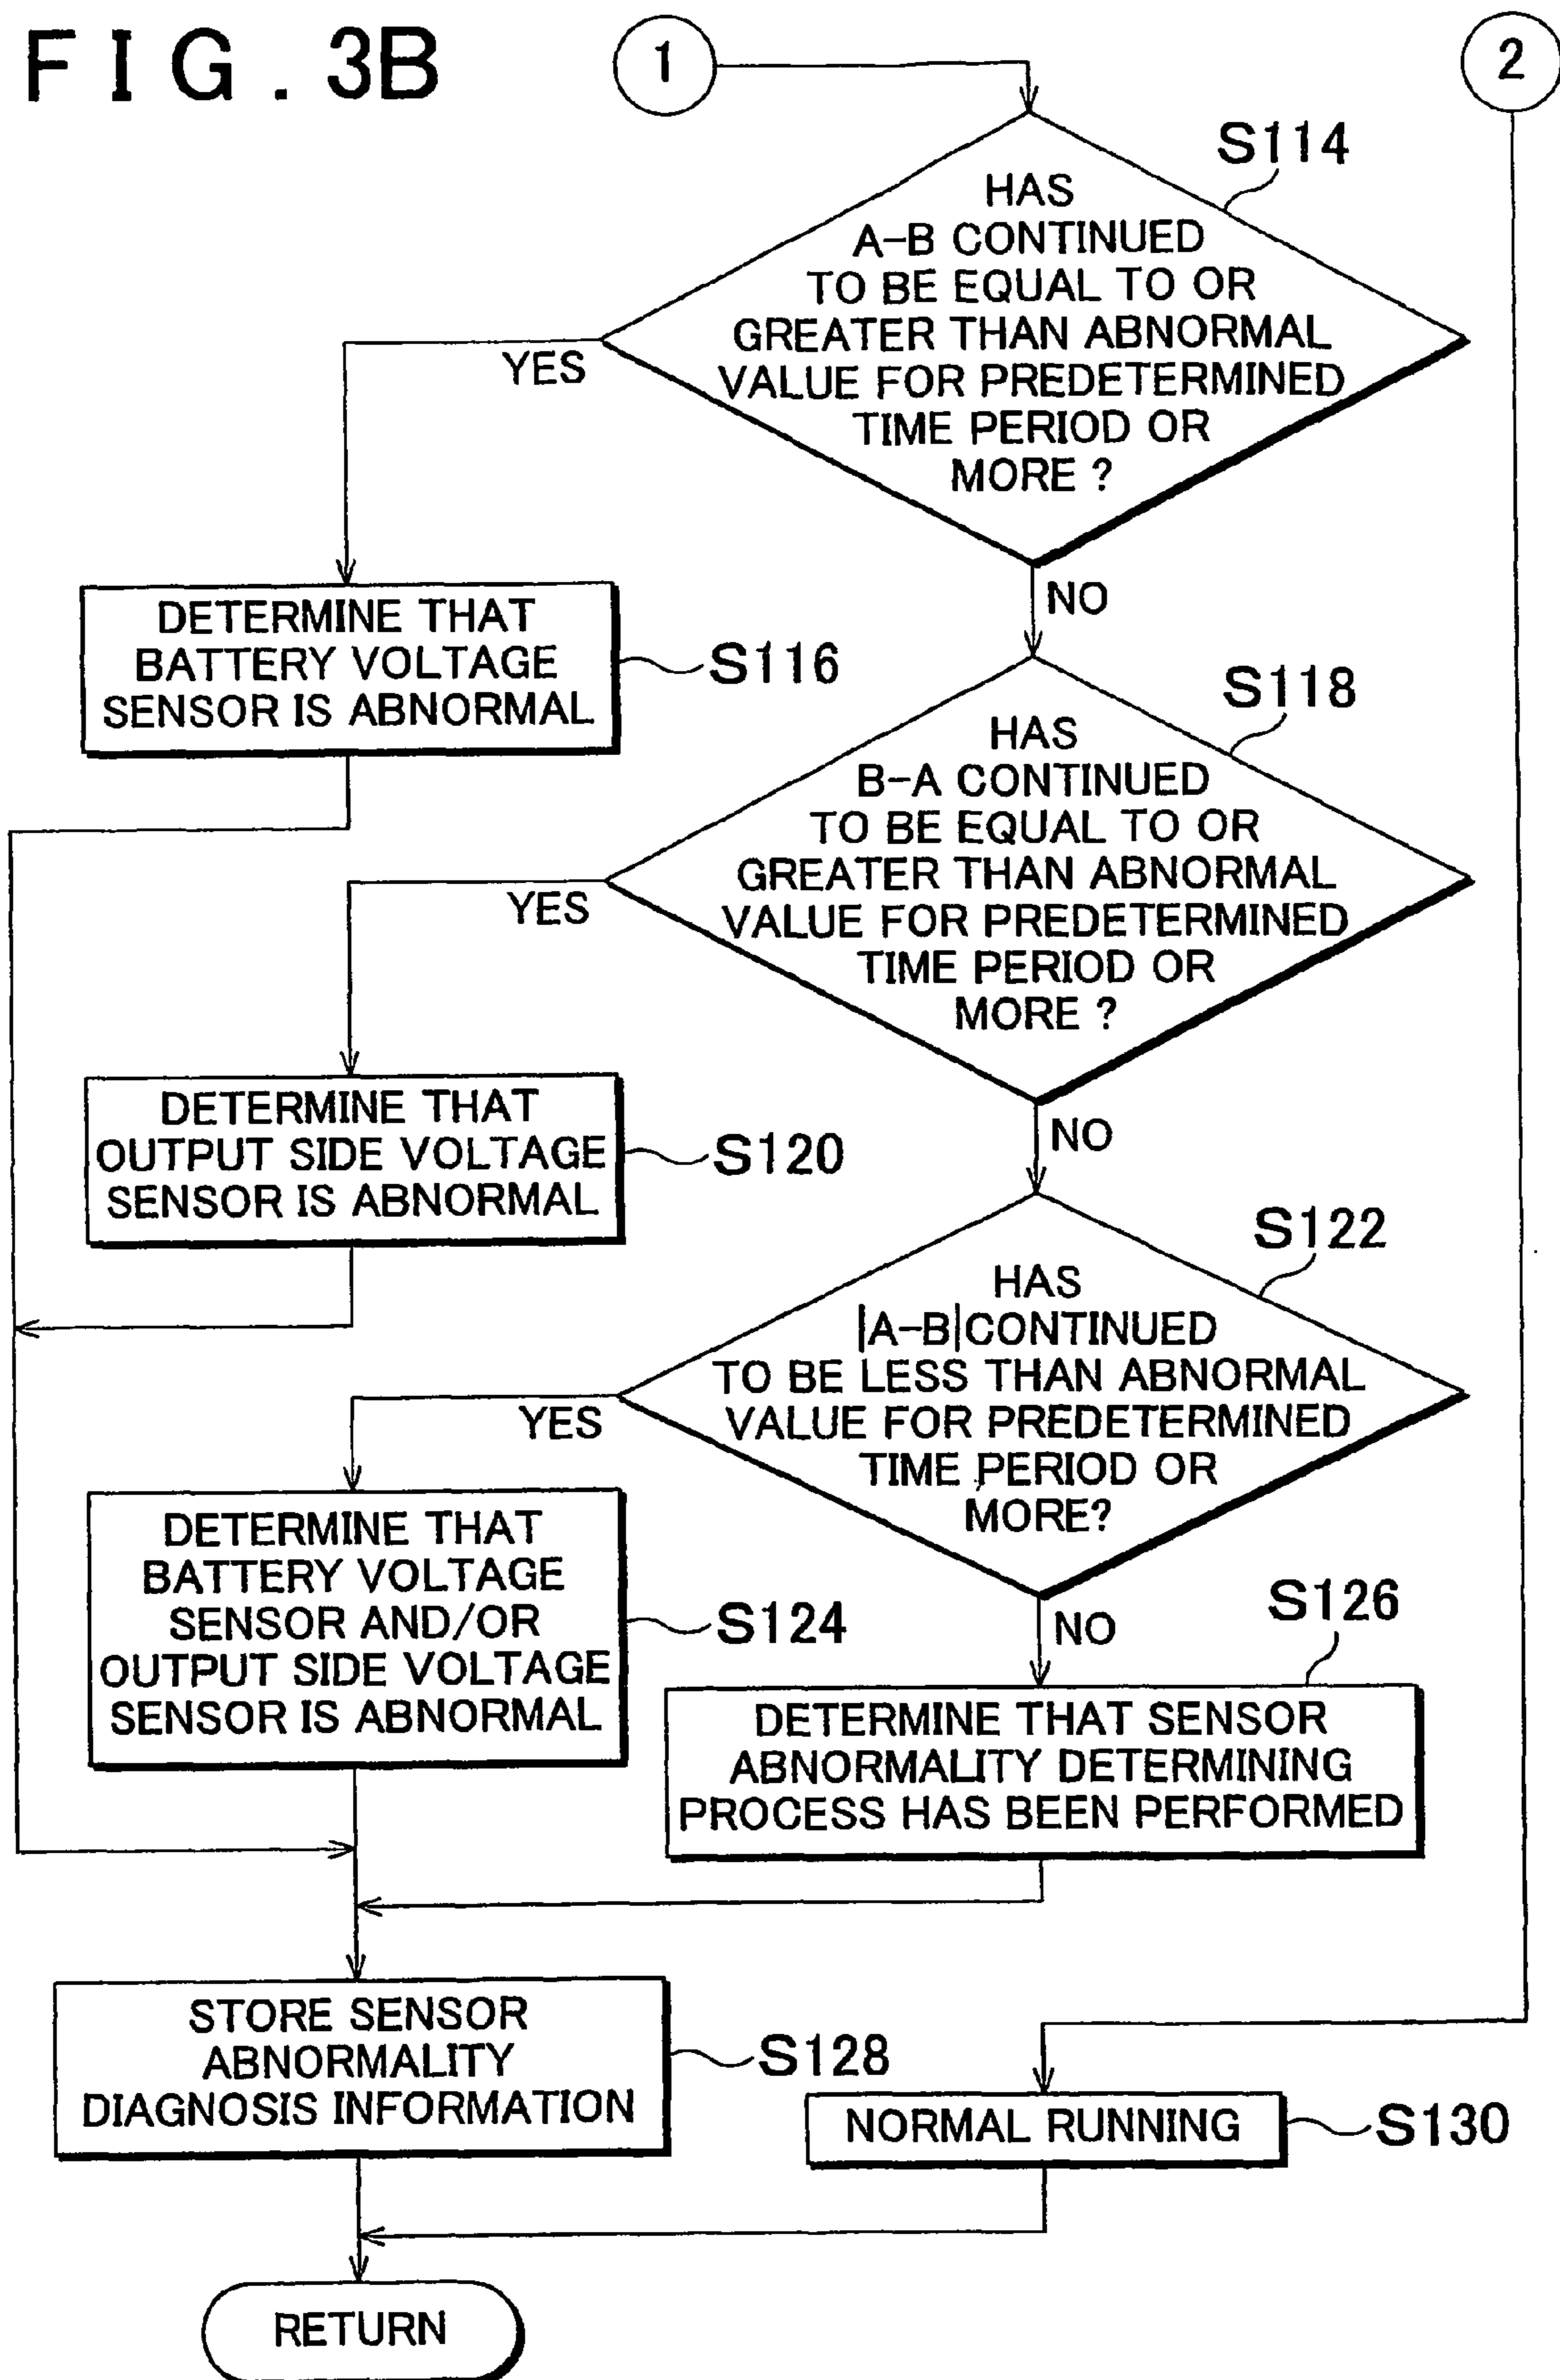 FIG. 3B
1
2
S114
HAS
A-B CONTINUED
TO BE EQUAL TO OR
GREATER THAN ABNORMAL
VALUE FOR PREDETERMINED
TIME PERIOD OR
MORE ?
YES
NO
DETERMINE THAT
BATTERY VOLTAGE
SENSOR IS ABNORMAL
S116
S118
HAS
B-A CONTINUED
TO BE EQUAL TO OR
GREATER THAN ABNORMAL
VALUE FOR PREDETERMINED
TIME PERIOD OR
MORE ?
YES
NO
DETERMINE THAT
OUTPUT SIDE VOLTAGE
SENSOR IS ABNORMAL
S120
S122
HAS
|A-B| CONTINUED
TO BE LESS THAN ABNORMAL
VALUE FOR PREDETERMINED
TIME PERIOD OR
MORE?
YES
NO
DETERMINE THAT
BATTERY VOLTAGE
SENSOR AND/OR
OUTPUT SIDE VOLTAGE
SENSOR IS ABNORMAL
S124
S126
DETERMINE THAT SENSOR
ABNORMALITY DETERMINING
PROCESS HAS BEEN PERFORMED
STORE SENSOR
ABNORMALITY
DIAGNOSIS INFORMATION
S128
NORMAL RUNNING
S130
RETURN